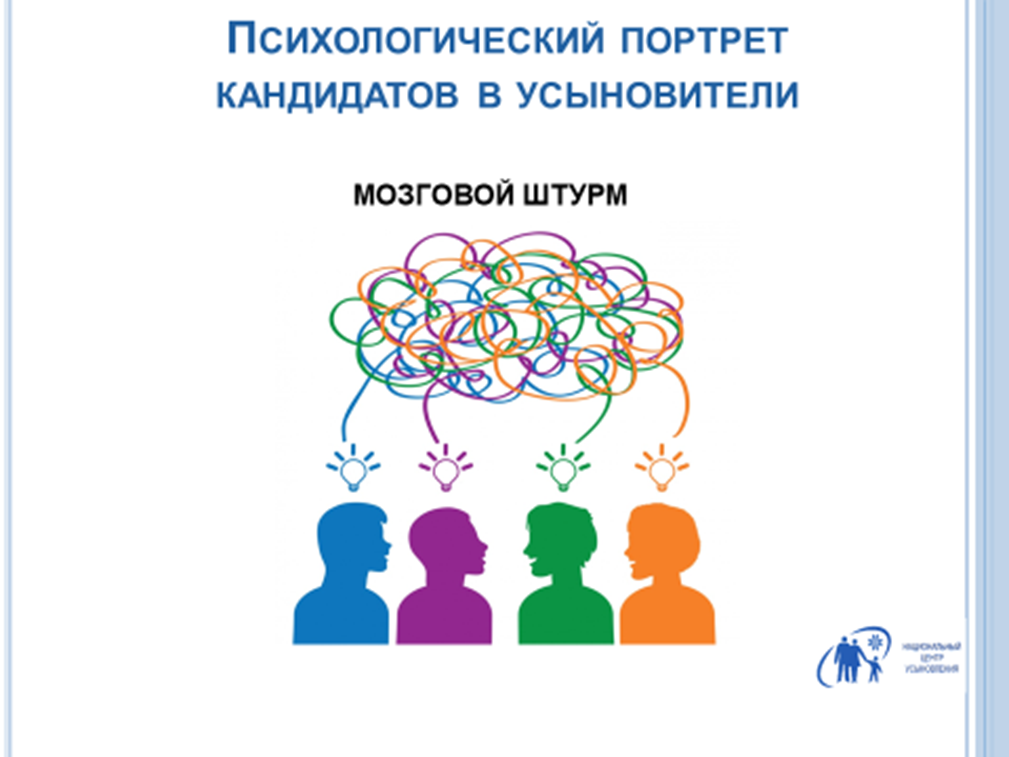 Психологический портрет
кандидатов в усыновители
МОЗГОВОЙ ШТУРМ
НАЦИОНАЛЬНЫЙ
ЦЕНТР
УСЫНОВЛЕНИЯ